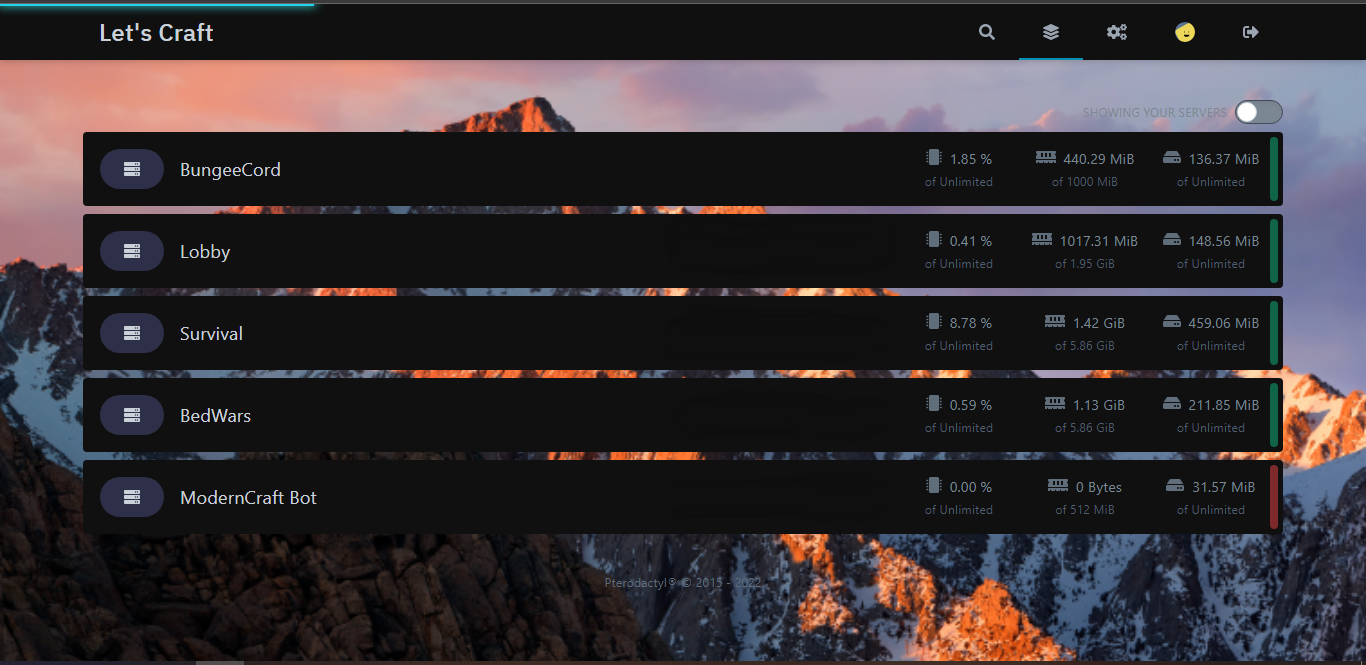 Let's Craft
SHOWING YOUR SERVERS
BungeeCord 1.85 % 440.29 MiB 136.37 MiB
of Unlimited of 1000 MiB of Unlimited
Lobby 0.41 % 1017.31 MiB 148.56 MiB
of Unlimited of 1.95 GiB of Unlimited
Survival 8.78 % 1.42 GiB 459.06 MiB
of Unlimited of 5.86 GiB of Unlimited
BedWars 0.59 % 1.13 GiB 211.85 MiB
of Unlimited of 5.86 GiB of Unlimited
ModernCraft Bot 0.00 % 0 Bytes 31.57 MiB
of Unlimited of 512 MiB of Unlimited
Pterodactyl® © 2015 - 2022